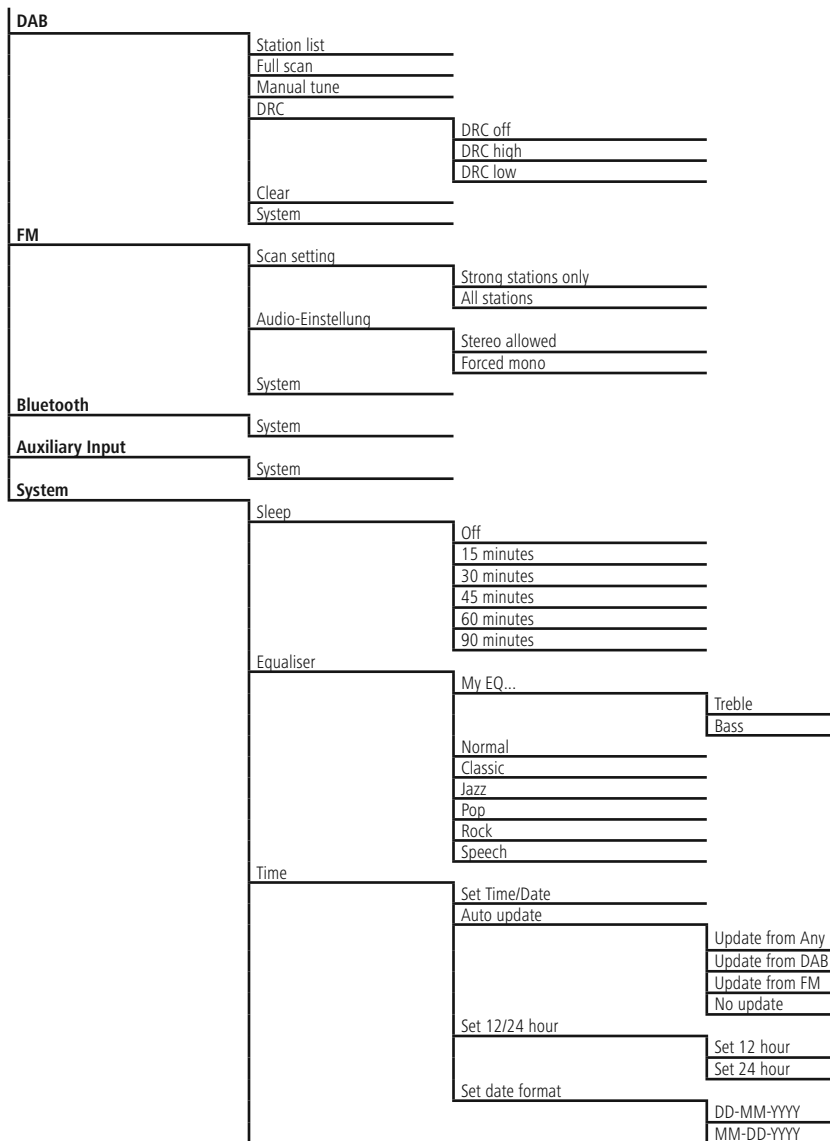 DAB
Station list
Full scan
Manual tune
DRC
DRC off
DRC high
DRC low
Clear
System
FM
Scan setting
Strong stations only
All stations
Audio-Einstellung
Stereo allowed
Forced mono
System
Bluetooth
System
Auxiliary Input
System
System
Sleep
Off
15 minutes
30 minutes
45 minutes
60 minutes
90 minutes
Equaliser
My EQ...
Treble
Bass
Normal
Classic
Jazz
Pop
Rock
Speech
Time
Set Time/Date
Auto update
Update from Any
Update from DAB
Update from FM
No update
Set 12/24 hour
Set 12 hour
Set 24 hour
Set date format
DD-MM-YYYY
MM-DD-YYYY